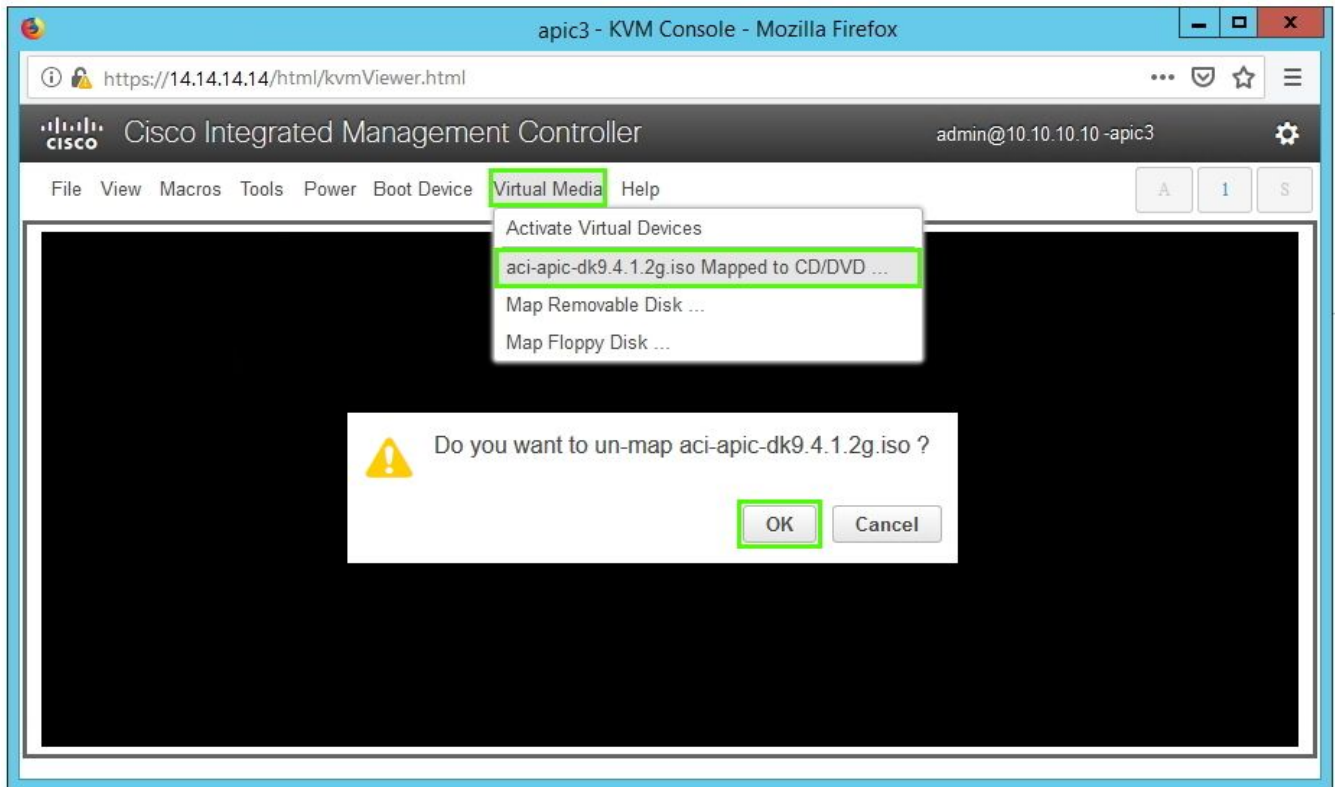 apic3 - KVM Console - Mozilla Firefox
https://14.14.14.14/html/kvmViewer.html
CISCO Cisco Integrated Management Controller admin@10.10.10.10 -apic3
File View Macros Tools Power Boot Device Virtual Media Help A 1 S
Activate Virtual Devices
aci-apic-dk9.4.1.2g.iso Mapped to CD/DVD ...
Map Removable Disk ...
Map Floppy Disk ...
Do you want to un-map aci-apic-dk9.4.1.2g.iso ?
OK Cancel